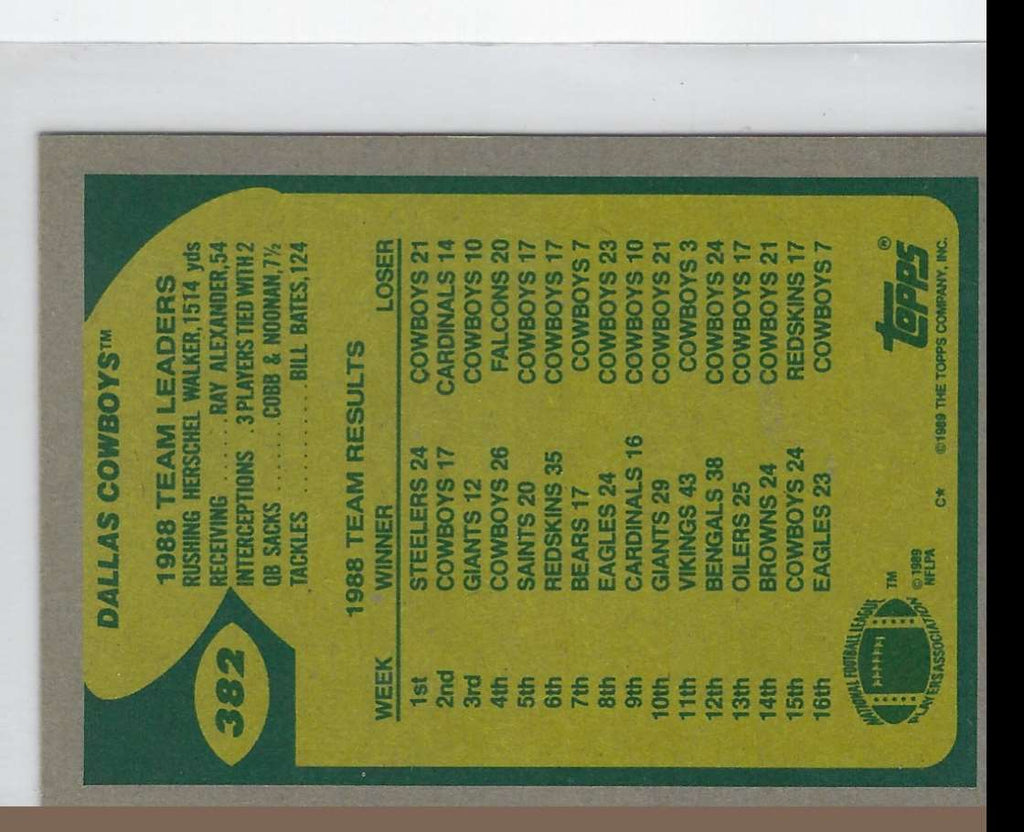 382
DALLAS COWBOYS™
1988 TEAM LEADERS
RUSHING HERSCHEL WALKER, 1514 yds
RECEIVING ........ RAY ALEXANDER, 54
INTERCEPTIONS 3 PLAYERS TIED WITH 2
QB SACKS ....... COBB & NOONAN, 7½
TACKLES ............... BILL BATES, 124
1988 TEAM RESULTS
WEEK WINNER LOSER
1st STEELERS 24 COWBOYS 21
2nd COWBOYS 17 CARDINALS 14
3rd GIANTS 12 COWBOYS 10
4th COWBOYS 26 FALCONS 20
5th SAINTS 20 COWBOYS 17
6th REDSKINS 35 COWBOYS 17
7th BEARS 17 COWBOYS 7
8th EAGLES 24 COWBOYS 23
9th CARDINALS 16 COWBOYS 10
10th GIANTS 29 COWBOYS 21
11th VIKINGS 43 COWBOYS 3
12th BENGALS 38 COWBOYS 24
13th OILERS 25 COWBOYS 17
14th BROWNS 24 COWBOYS 21
15th COWBOYS 24 REDSKINS 17
16th EAGLES 23 COWBOYS 7
NATIONAL FOOTBALL LEAGUE
PLAYERS ASSOCIATION
TM
© 1989
NFLPA
C*
topps®
©1989 THE TOPPS COMPANY, INC.